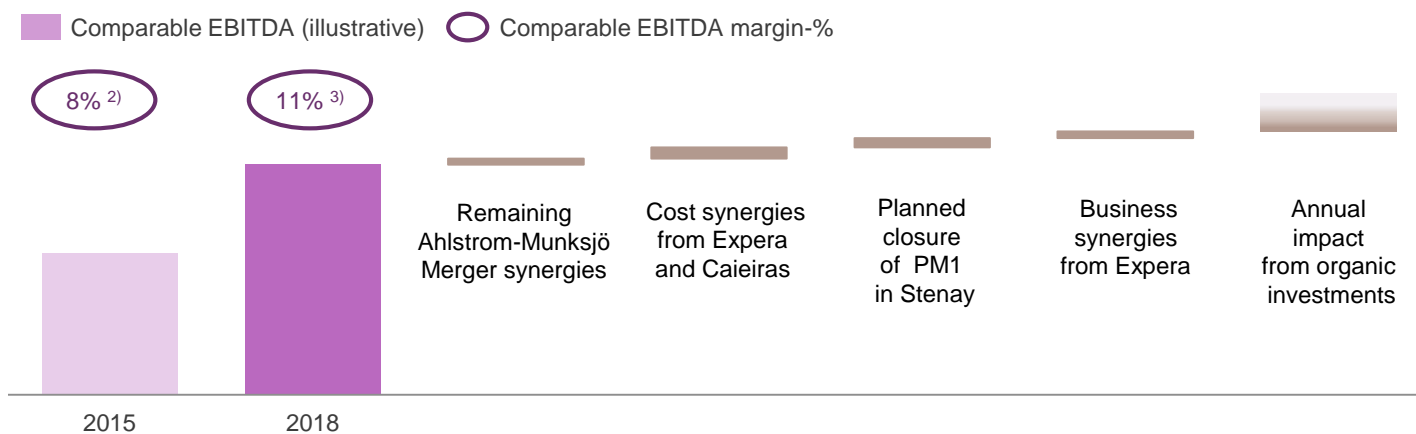 Comparable EBITDA (illustrative) Comparable EBITDA margin-%
8% 2) 11% 3)
Remaining
Ahlstrom-Munksjö
Merger synergies
Cost synergies
from Expera
and Caieiras
Planned
closure
of PM1
in Stenay
Business
synergies
from Expera
Annual
impact
from organic
investments
2015 2018